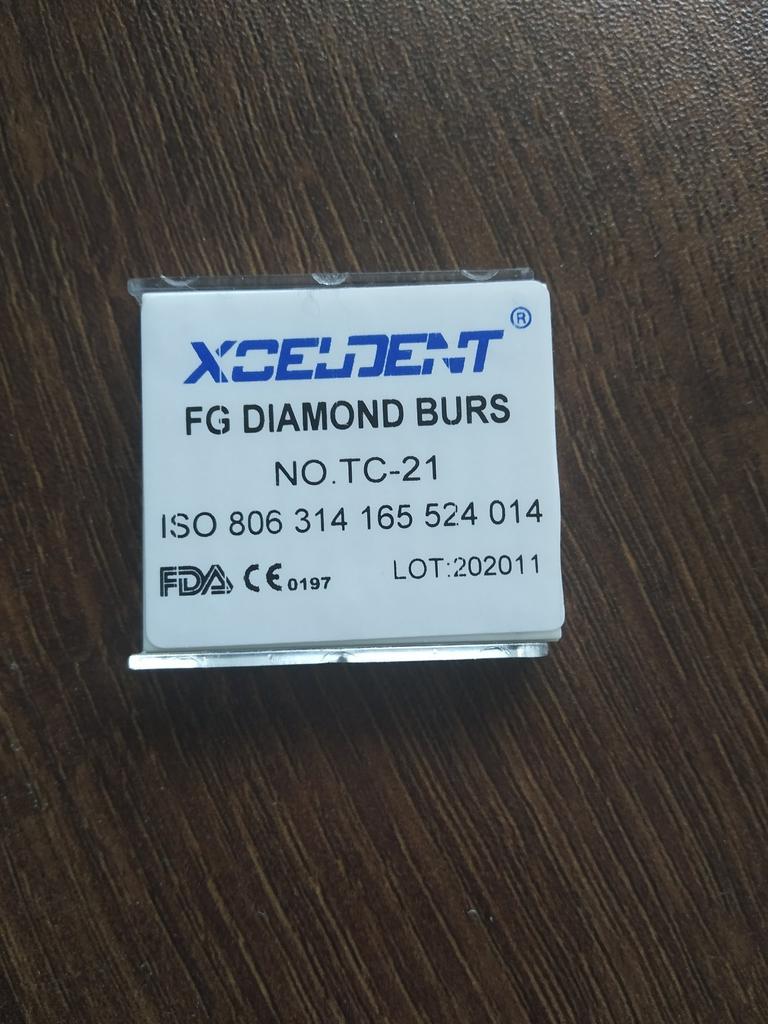 XCELDENT ®
FG DIAMOND BURS
NO.TC-21
ISO 806 314 165 524 014
FDA CE 0197 LOT:202011